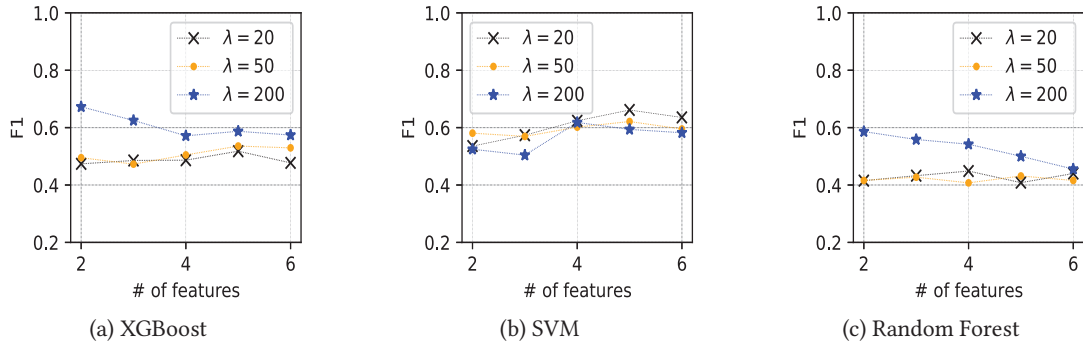 1.0
0.8
0.6
0.4
0.2
F1
2
4
6
# of features
λ = 20
λ = 50
λ = 200
(a) XGBoost
1.0
0.8
0.6
0.4
0.2
F1
2
4
6
# of features
λ = 20
λ = 50
λ = 200
(b) SVM
1.0
0.8
0.6
0.4
0.2
F1
2
4
6
# of features
λ = 20
λ = 50
λ = 200
(c) Random Forest